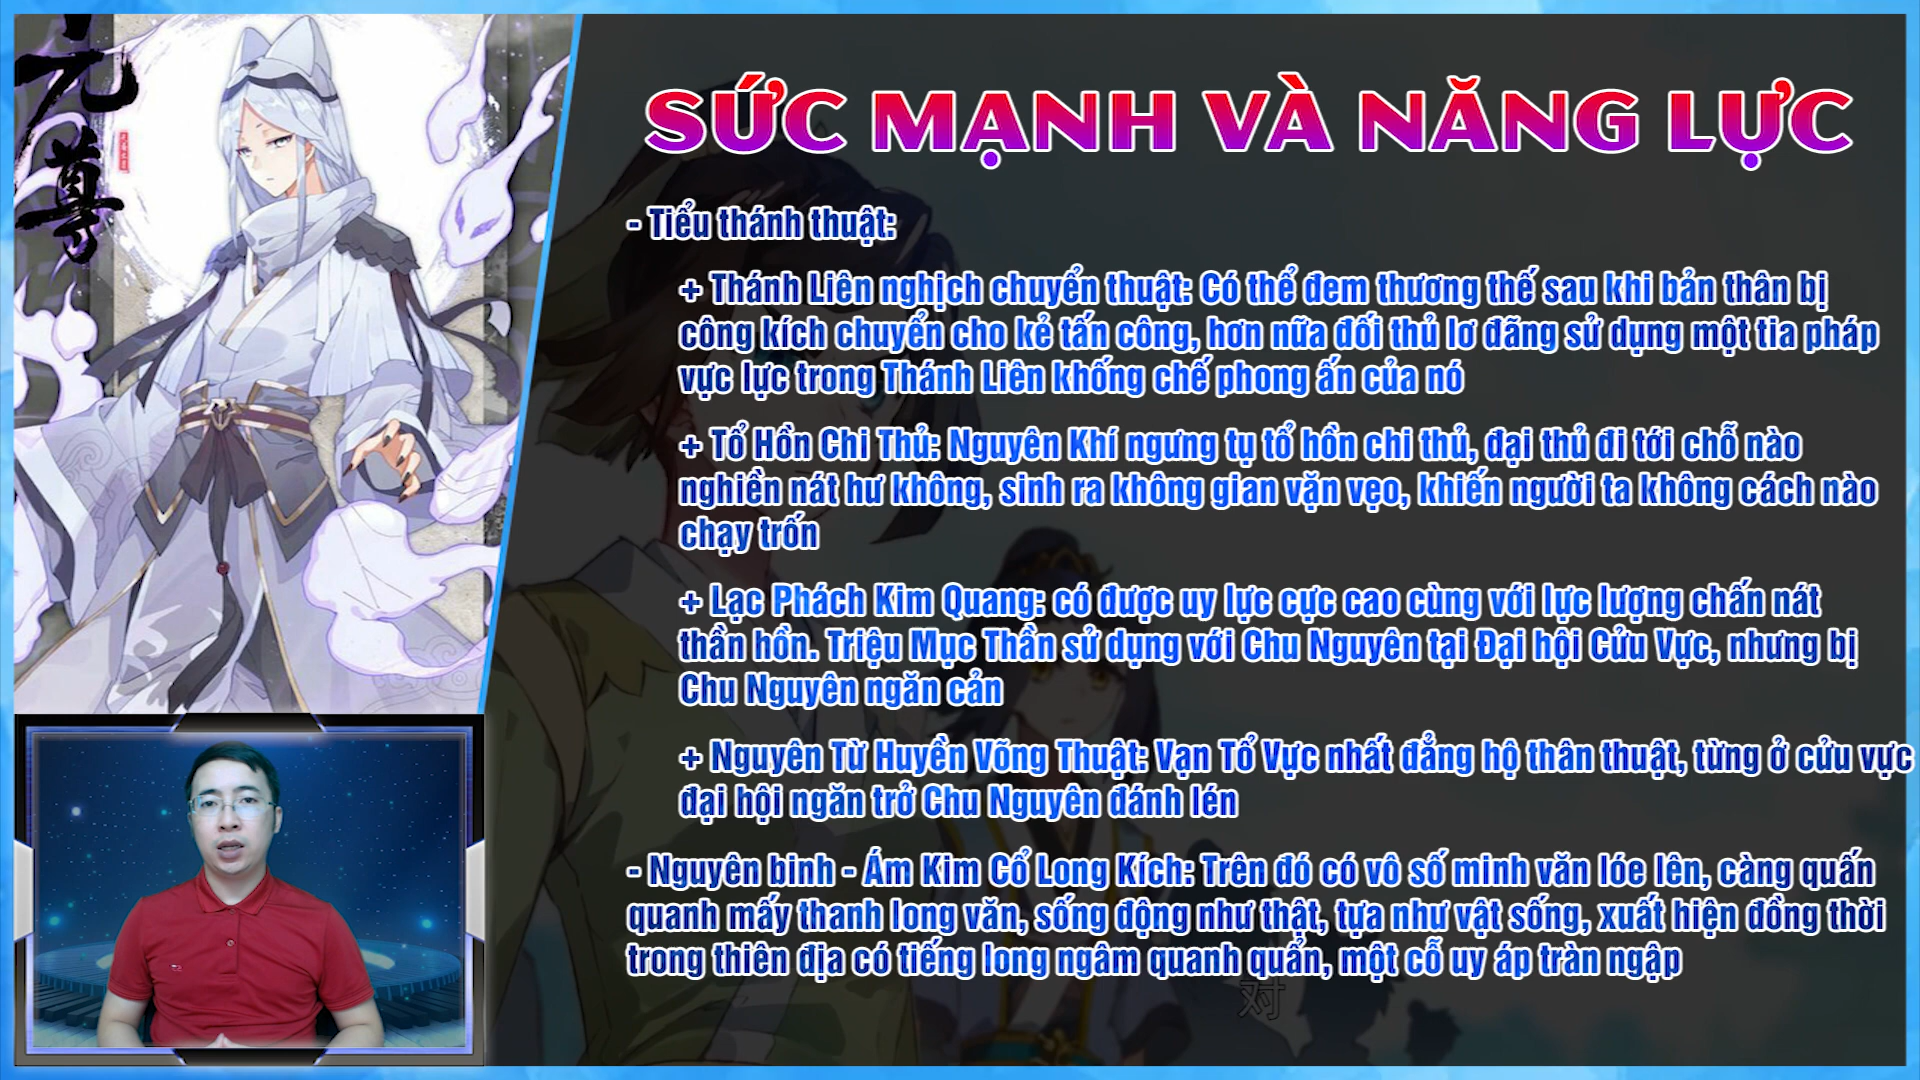 元尊
SỨC MẠNH VÀ NĂNG LỰC
- Tiểu thánh thuật:
+ Thánh Liên nghịch chuyển thuật: Có thể đem thương thế sau khi bản thân bị
công kích chuyển cho kẻ tấn công, hơn nữa đối thủ lơ đãng sử dụng một tia pháp
vực lực trong Thánh Liên khống chế phong ấn của nó
+ Tổ Hồn Chi Thủ: Nguyên Khí ngưng tụ tổ hồn chi thủ, đại thủ đi tới chỗ nào
nghiền nát hư không, sinh ra không gian vặn vẹo, khiến người ta không cách nào
chạy trốn
+ Lạc Phách Kim Quang: có được uy lực cực cao cùng với lực lượng chấn nát
thần hồn. Triệu Mục Thần sử dụng với Chu Nguyên tại Đại hội Cửu Vực, nhưng bị
Chu Nguyên ngăn cản
+ Nguyên Từ Huyền Võng Thuật: Vạn Tổ Vực nhất đẳng hộ thân thuật, từng ở cửu vực
đại hội ngăn trở Chu Nguyên đánh lén
- Nguyên binh - Ám Kim Cổ Long Kích: Trên đó có vô số minh văn lóe lên, càng quấn
quanh mấy thanh long văn, sống động như thật, tựa như vật sống, xuất hiện đồng thời
trong thiên địa có tiếng long ngâm quanh quẩn, một cỗ uy áp tràn ngập
对